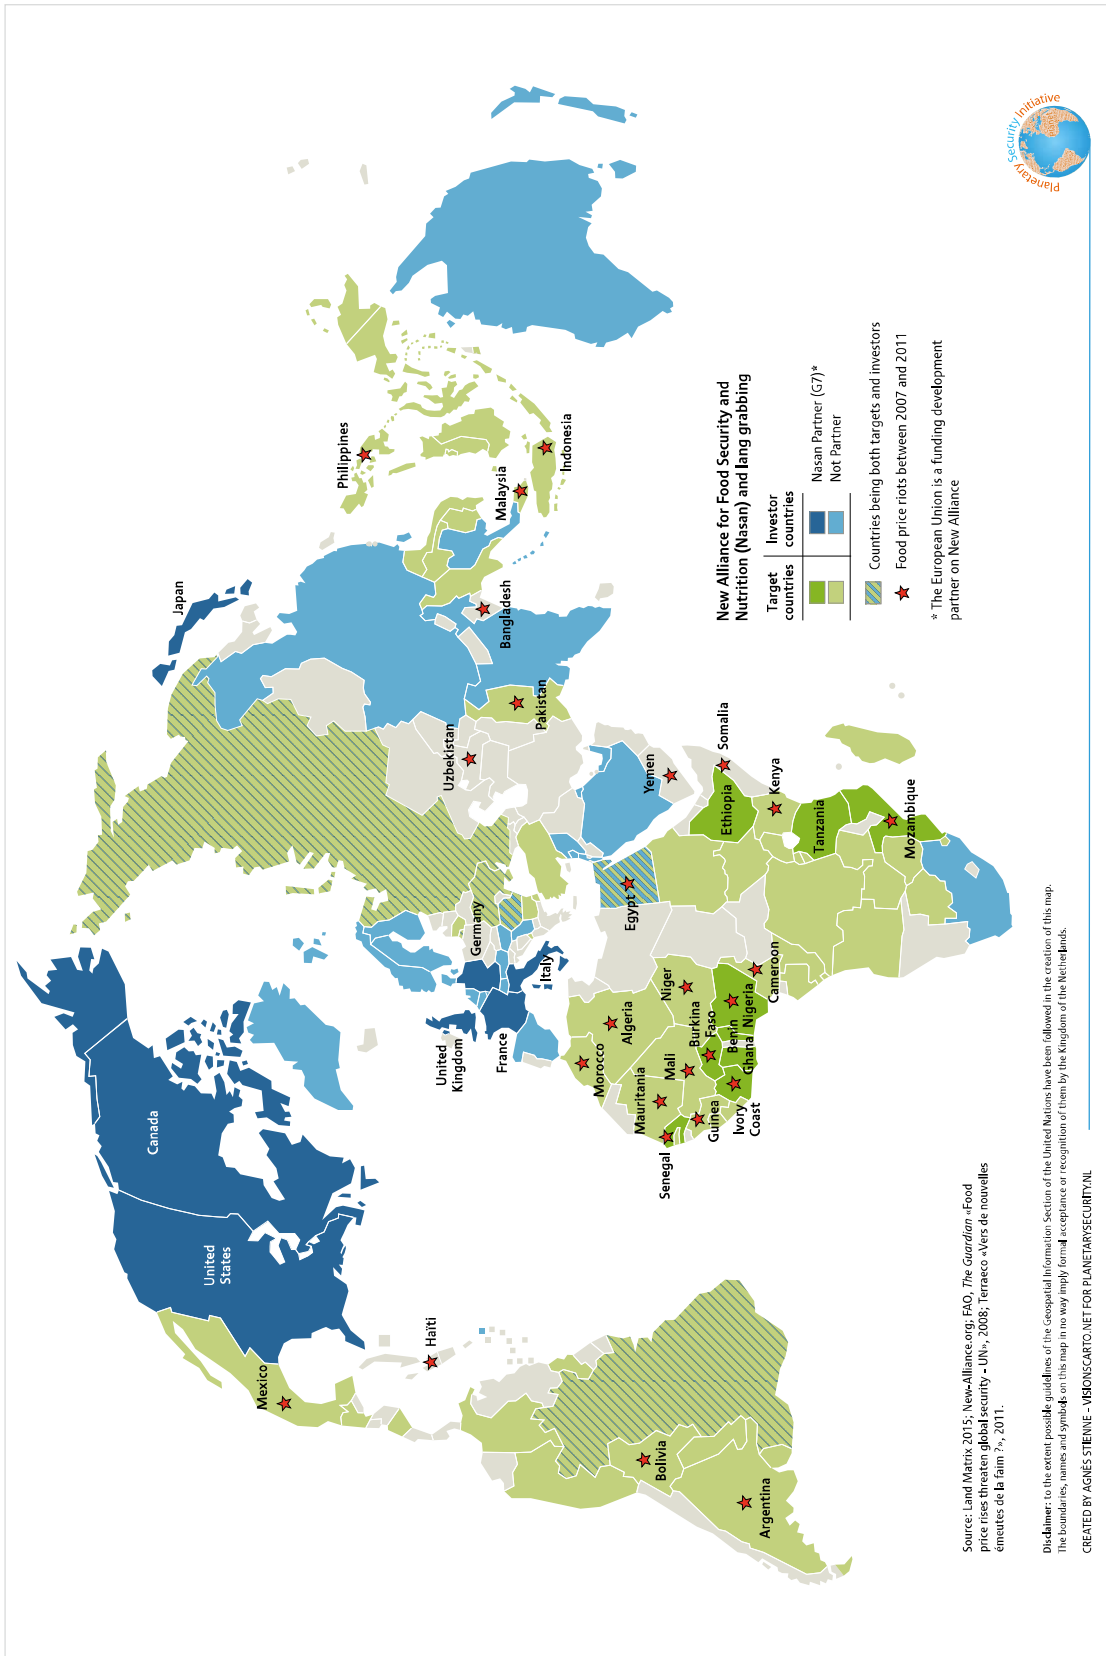 New Alliance for Food Security and
Nutrition (Nasan) and lang grabbing
Target
countries
Investor
countries
Nasan Partner (G7)*
Not Partner
Countries being both targets and investors
Food price riots between 2007 and 2011
* The European Union is a funding development
partner on New Alliance
Canada
United
States
Mexico
Haïti
Bolivia
Argentina
United
Kingdom
France
Germany
Italy
Morocco
Algeria
Mauritania
Mali
Niger
Senegal
Guinea
Ivory
Coast
Burkina
Faso
Ghana
Benin
Nigeria
Cameroon
Egypt
Ethiopia
Somalia
Kenya
Tanzania
Mozambique
Yemen
Uzbekistan
Pakistan
Bangladesh
Japan
Philippines
Malaysia
Indonesia
Source: Land Matrix 2015; New-Alliance.org; FAO, The Guardian «Food
price rises threaten global security - UN», 2008; Terraeco «Vers de nouvelles
émeutes de la faim ?», 2011.
Disclaimer: to the extent possible guidelines of the Geospatial Information Section of the United Nations have been followed in the creation of this map.
The boundaries, names and symbols on this map in no way imply formal acceptance or recognition of them by the Kingdom of the Netherlands.
CREATED BY AGNÈS STIENNE - VISIONSCARTO.NET FOR PLANETARYSECURITY.NL
Planetary Security Initiative